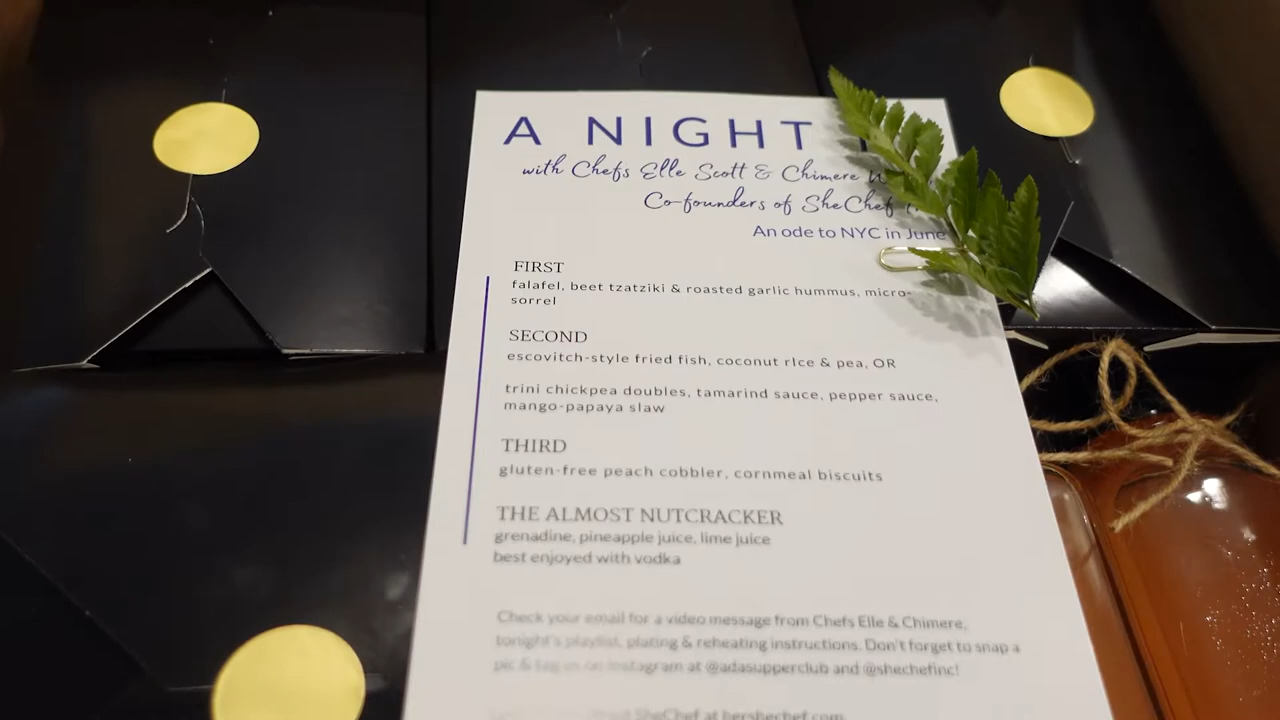 A NIGHT
with Chefs Elle Scott & Chimere
Co-founders of SheChef
An ode to NYC in June
FIRST
falafel, beet tzatziki & roasted garlic hummus, micro-
sorrel
SECOND
escovitch-style fried fish, coconut rIce & pea, OR
trini chickpea doubles, tamarind sauce, pepper sauce,
mango-papaya slaw
THIRD
gluten-free peach cobbler, cornmeal biscuits
THE ALMOST NUTCRACKER
grenadine, pineapple juice, lime juice
best enjoyed with vodka
Check your email for a video message from Chefs Elle & Chimere,
tonight's playlist, plating & reheating instructions. Don't forget to snap a
pic & tag us on Instagram at @adasupperclub and @shechefinc!
SheChef at hershechef.com.